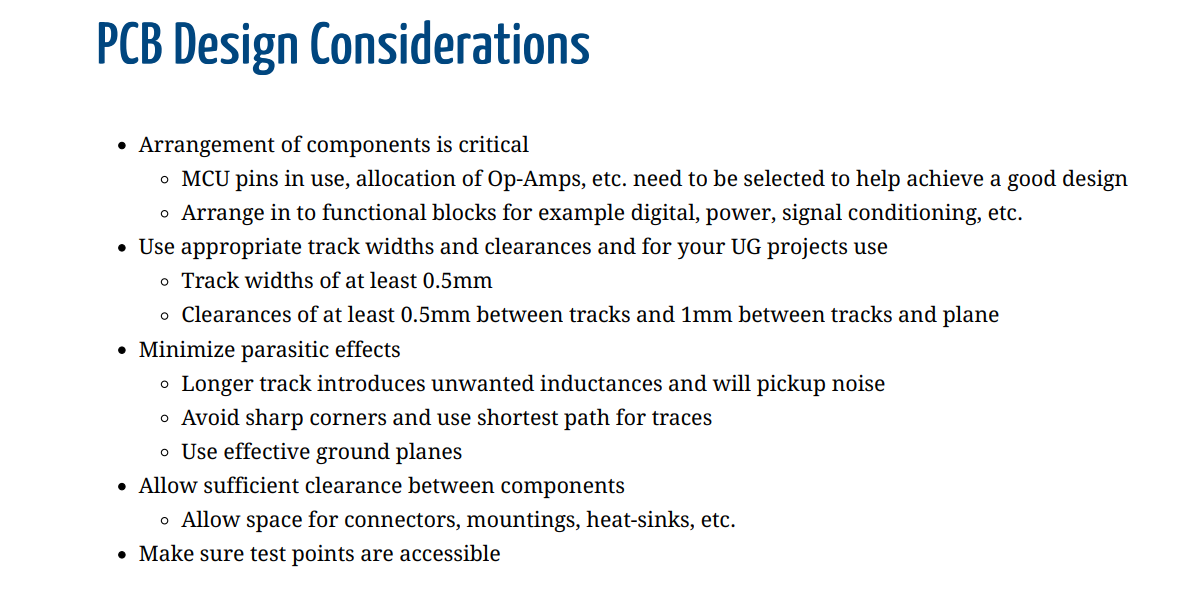 PCB Design Considerations
• Arrangement of components is critical
◦ MCU pins in use, allocation of Op-Amps, etc. need to be selected to help achieve a good design
◦ Arrange in to functional blocks for example digital, power, signal conditioning, etc.
• Use appropriate track widths and clearances and for your UG projects use
◦ Track widths of at least 0.5mm
◦ Clearances of at least 0.5mm between tracks and 1mm between tracks and plane
• Minimize parasitic effects
◦ Longer track introduces unwanted inductances and will pickup noise
◦ Avoid sharp corners and use shortest path for traces
◦ Use effective ground planes
• Allow sufficient clearance between components
◦ Allow space for connectors, mountings, heat-sinks, etc.
• Make sure test points are accessible